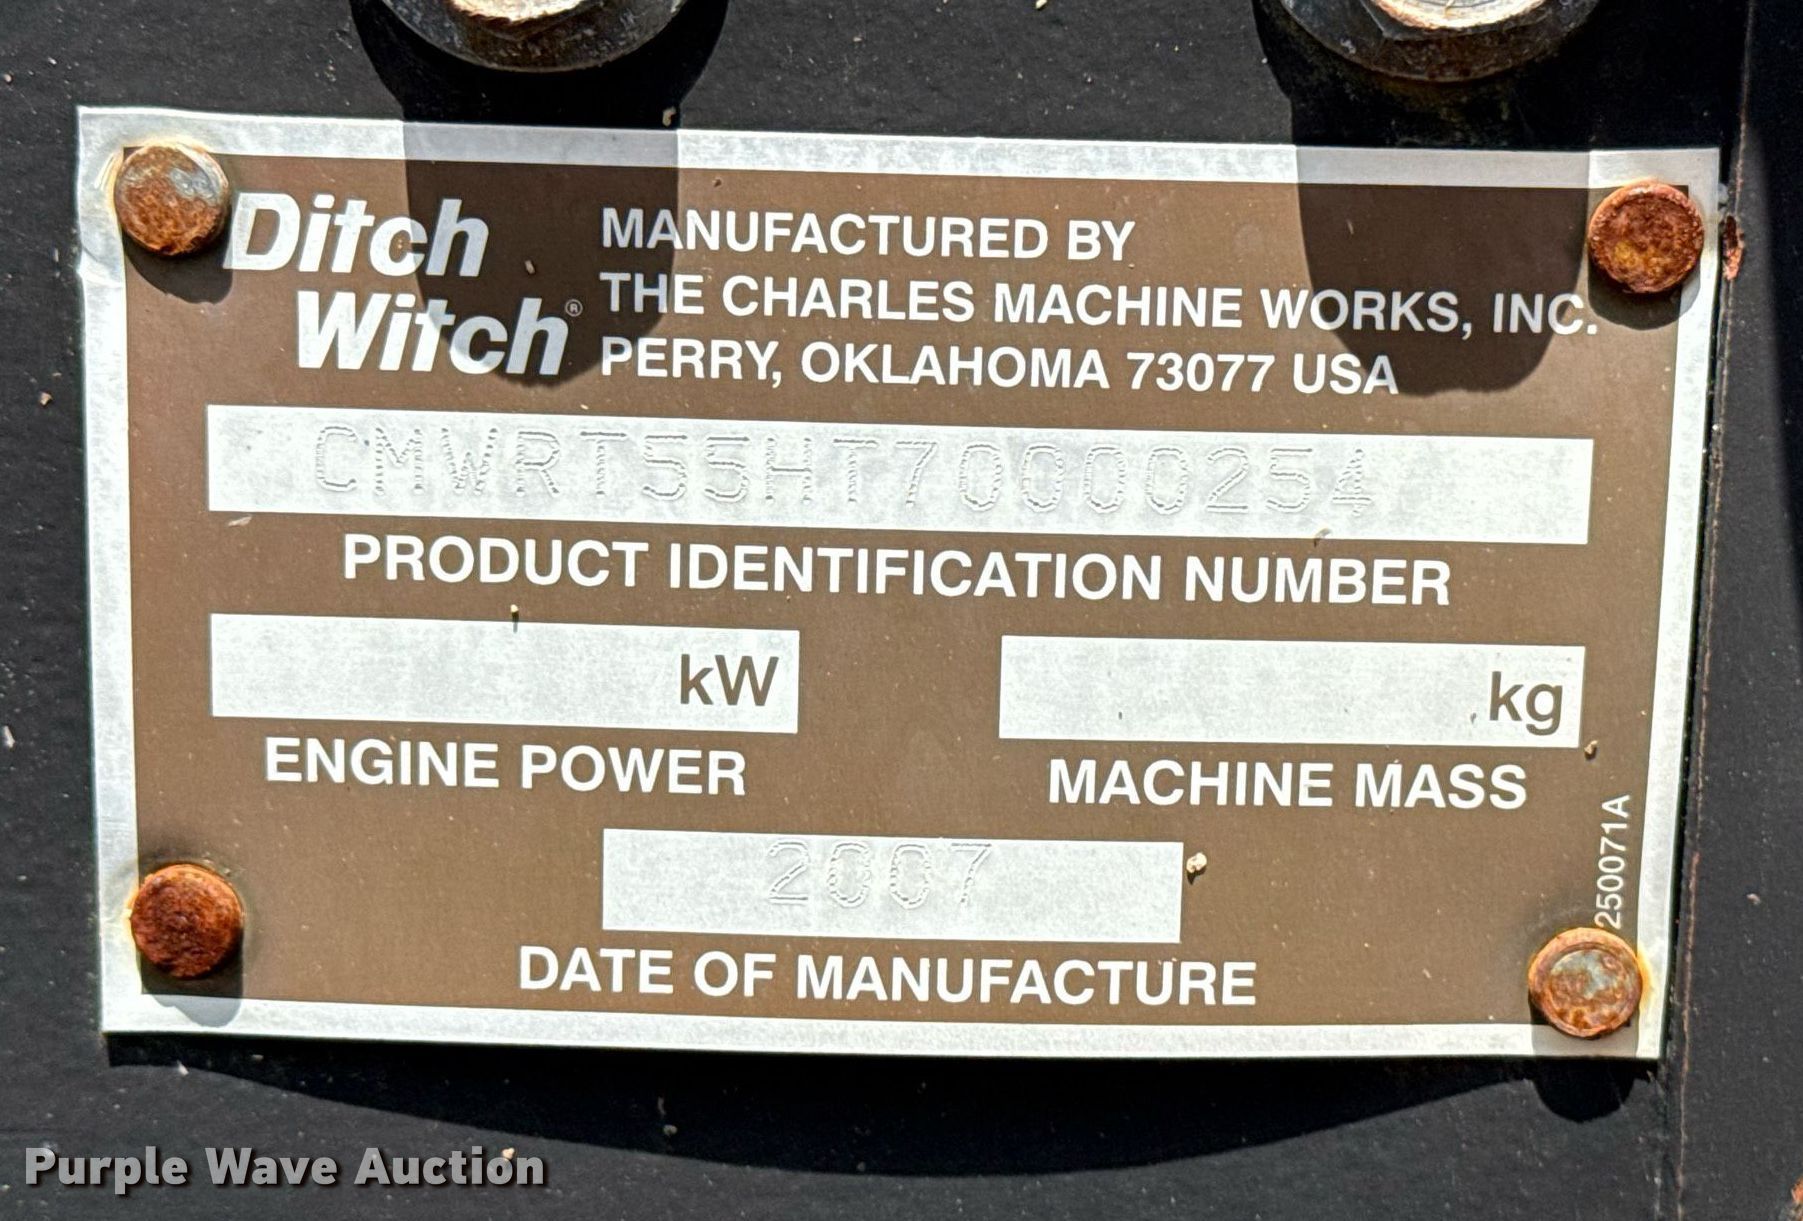 Ditch
Witch®
MANUFACTURED BY
THE CHARLES MACHINE WORKS, INC.
PERRY, OKLAHOMA 73077 USA
CMWRT55HT70000254
PRODUCT IDENTIFICATION NUMBER
kW
ENGINE POWER
kg
MACHINE MASS
2007
DATE OF MANUFACTURE
250071A
Purple Wave Auction